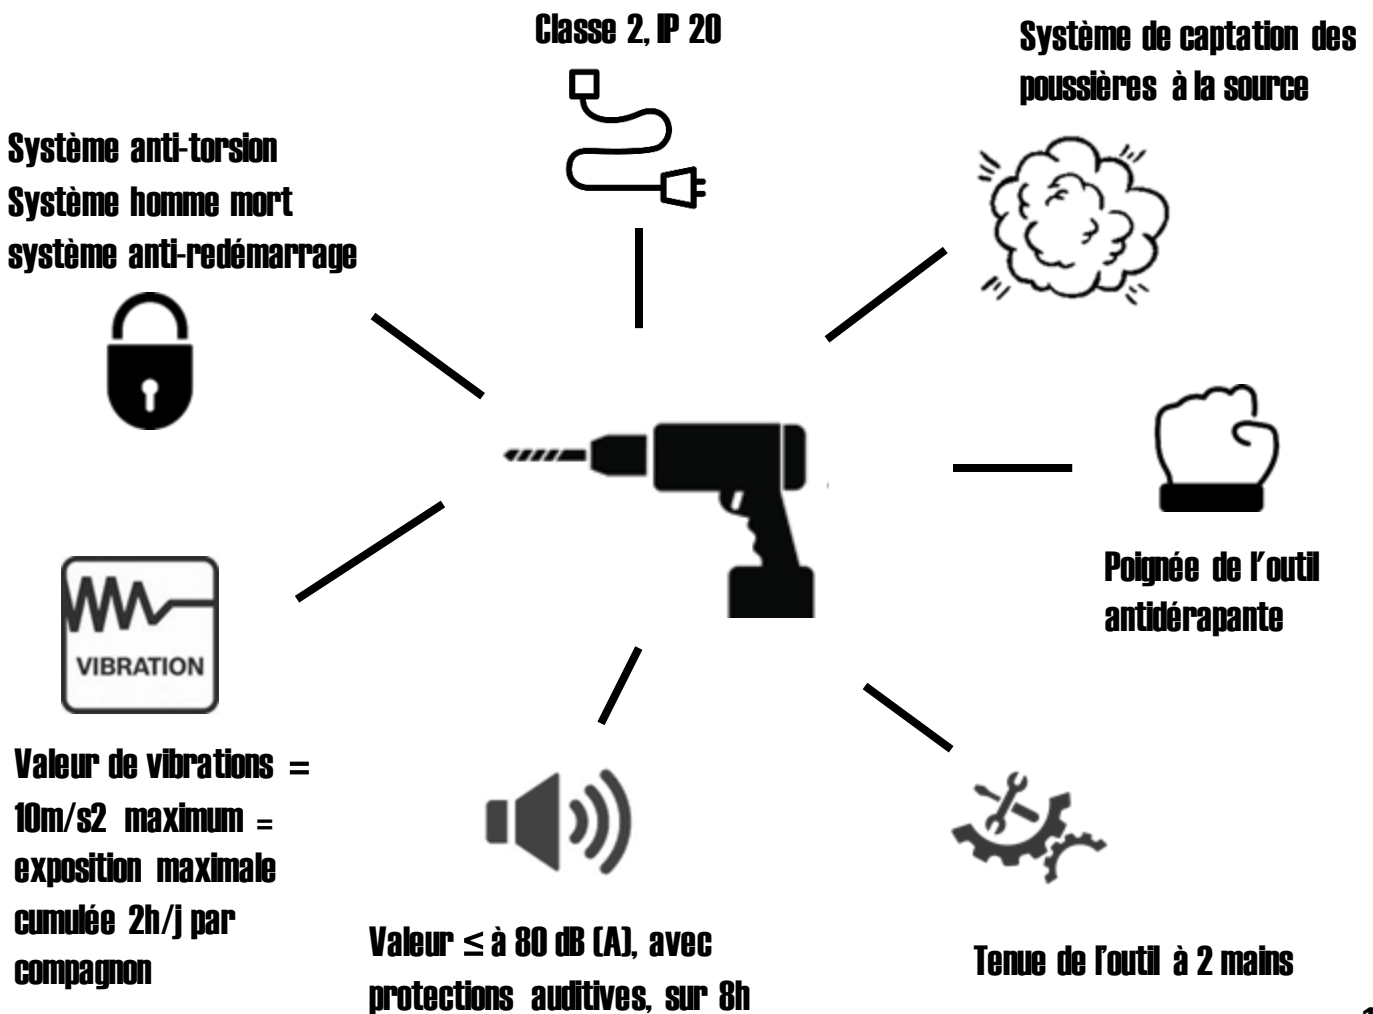 Classe 2, IP 20
Système de captation des
poussières à la source
Système anti-torsion
Système homme mort
système anti-redémarrage
Poignée de l'outil
antidérapante
VIBRATION
Valeur de vibrations =
10m/s2 maximum =
exposition maximale
cumulée 2h/j par
compagnon
Valeur ≤ à 80 dB (A), avec
protections auditives, sur 8h
Tenue de l'outil à 2 mains